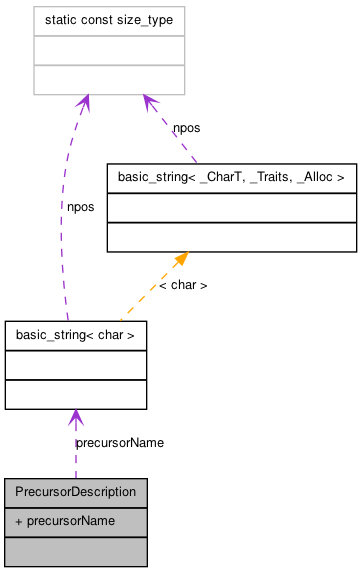 static const size_type
npos
basic_string< _CharT, _Traits, _Alloc >
npos
< char >
basic_string< char >
precursorName
PrecursorDescription
+ precursorName